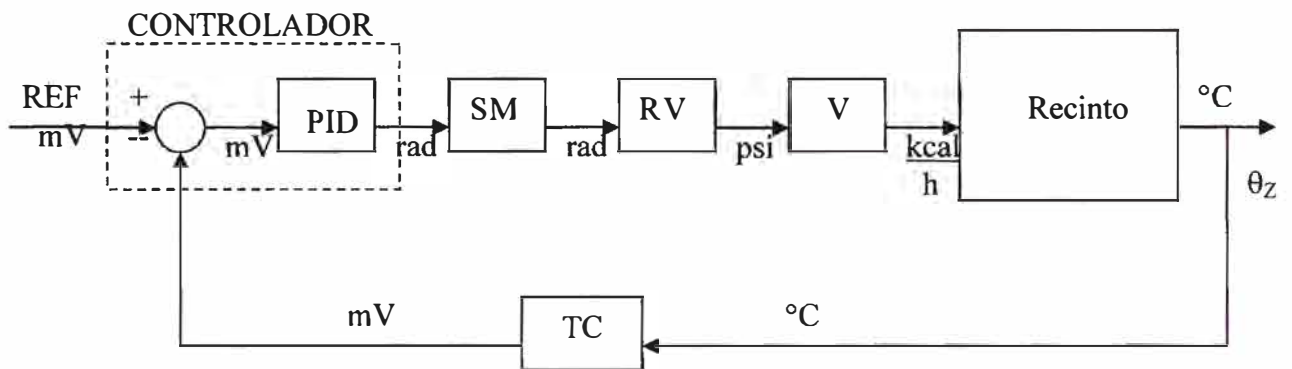 CONTROLADOR
REF
mV
+
−
mV
PID
rad
SM
rad
RV
psi
V
kcal
h
Recinto
°C
θZ
mV
TC
°C